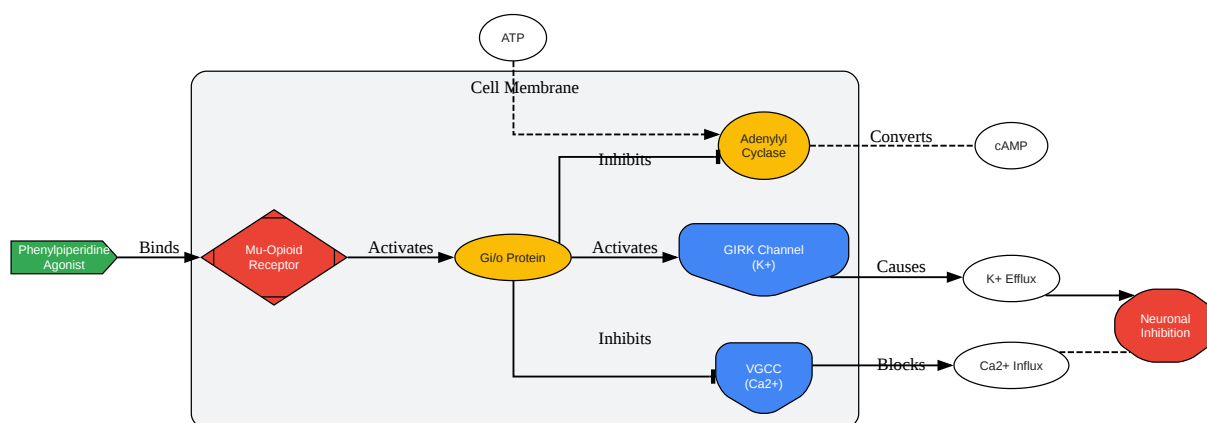 ATP
Cell Membrane
Adenylyl
Cyclase
Converts
cAMP
Inhibits
Phenylpiperidine
Agonist
Binds
Mu-Opioid
Receptor
Activates
Gi/o Protein
Activates
GIRK Channel
(K+)
Causes
K+ Efflux
Neuronal
Inhibition
Inhibits
VGCC
(Ca2+)
Blocks
Ca2+ Influx